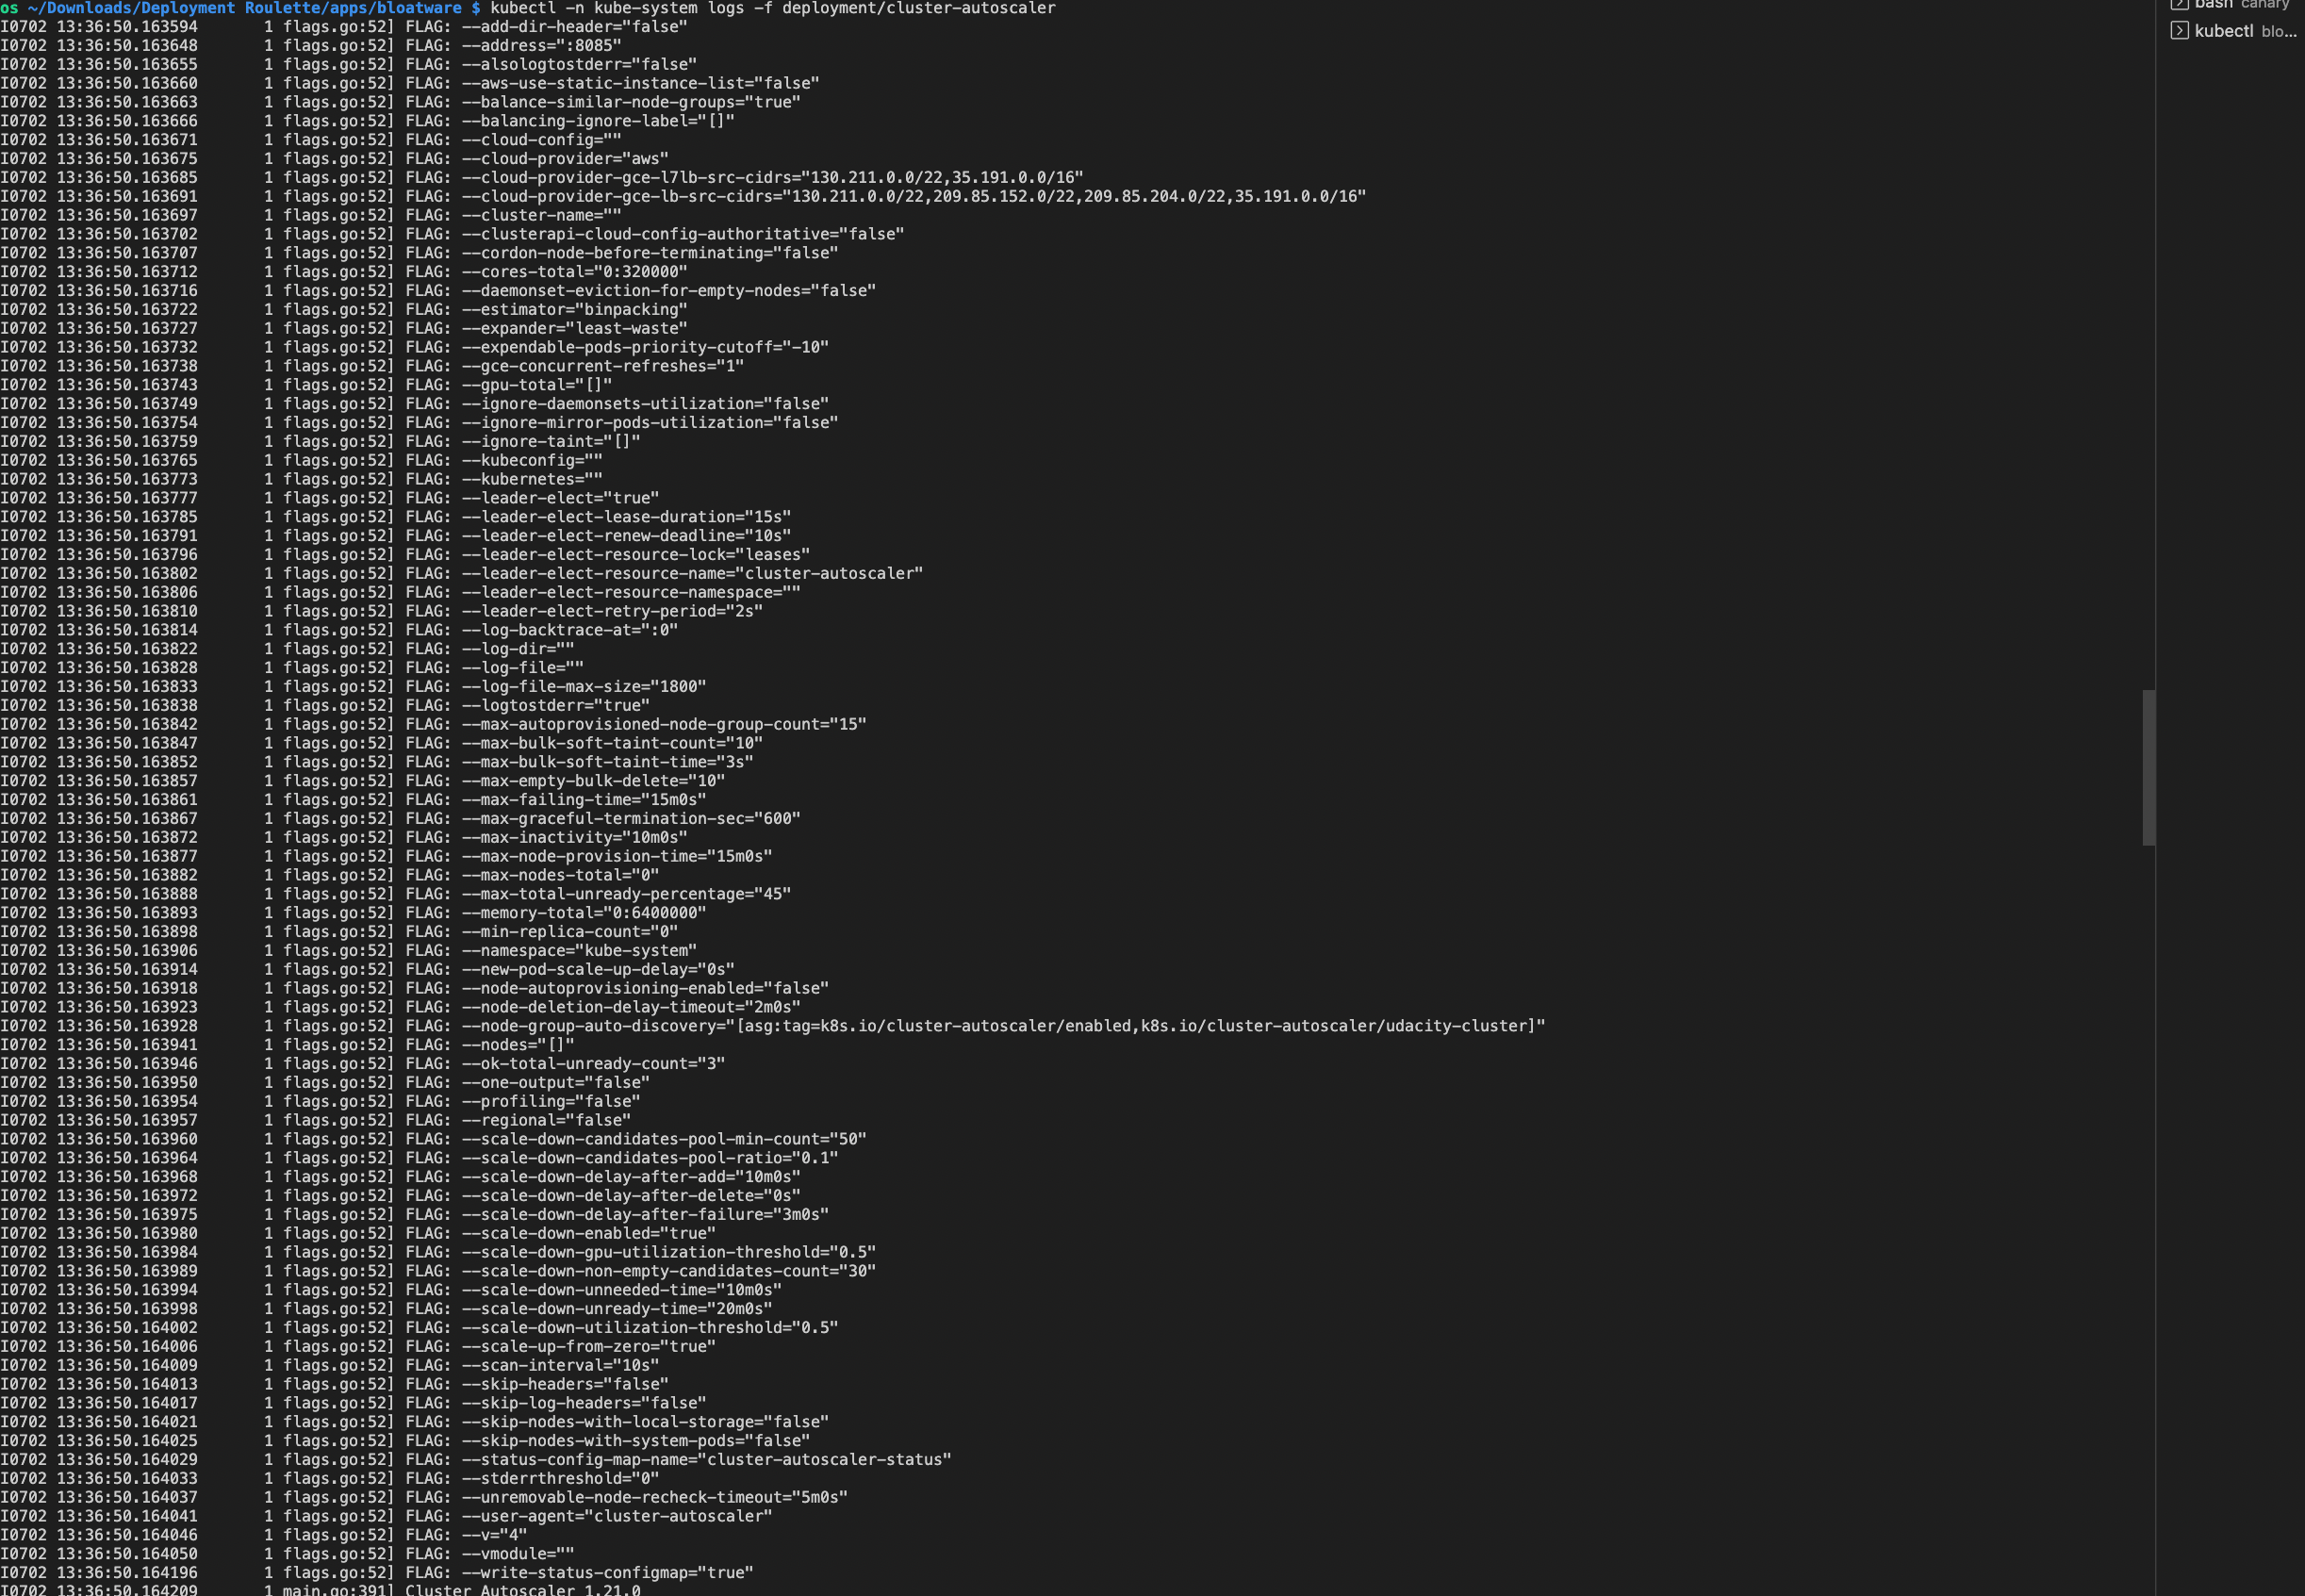 os ~/Downloads/Deployment Roulette/apps/bloatware $ kubectl -n kube-system logs -f deployment/cluster-autoscaler
I0702 13:36:50.163594       1 flags.go:52] FLAG: --add-dir-header="false"
I0702 13:36:50.163648       1 flags.go:52] FLAG: --address=":8085"
I0702 13:36:50.163655       1 flags.go:52] FLAG: --alsologtostderr="false"
I0702 13:36:50.163660       1 flags.go:52] FLAG: --aws-use-static-instance-list="false"
I0702 13:36:50.163663       1 flags.go:52] FLAG: --balance-similar-node-groups="true"
I0702 13:36:50.163666       1 flags.go:52] FLAG: --balancing-ignore-label="[]"
I0702 13:36:50.163671       1 flags.go:52] FLAG: --cloud-config=""
I0702 13:36:50.163675       1 flags.go:52] FLAG: --cloud-provider="aws"
I0702 13:36:50.163685       1 flags.go:52] FLAG: --cloud-provider-gce-l7lb-src-cidrs="130.211.0.0/22,35.191.0.0/16"
I0702 13:36:50.163691       1 flags.go:52] FLAG: --cloud-provider-gce-lb-src-cidrs="130.211.0.0/22,209.85.152.0/22,209.85.204.0/22,35.191.0.0/16"
I0702 13:36:50.163697       1 flags.go:52] FLAG: --cluster-name=""
I0702 13:36:50.163702       1 flags.go:52] FLAG: --clusterapi-cloud-config-authoritative="false"
I0702 13:36:50.163707       1 flags.go:52] FLAG: --cordon-node-before-terminating="false"
I0702 13:36:50.163712       1 flags.go:52] FLAG: --cores-total="0:320000"
I0702 13:36:50.163716       1 flags.go:52] FLAG: --daemonset-eviction-for-empty-nodes="false"
I0702 13:36:50.163722       1 flags.go:52] FLAG: --estimator="binpacking"
I0702 13:36:50.163727       1 flags.go:52] FLAG: --expander="least-waste"
I0702 13:36:50.163732       1 flags.go:52] FLAG: --expendable-pods-priority-cutoff="-10"
I0702 13:36:50.163738       1 flags.go:52] FLAG: --gce-concurrent-refreshes="1"
I0702 13:36:50.163743       1 flags.go:52] FLAG: --gpu-total="[]"
I0702 13:36:50.163749       1 flags.go:52] FLAG: --ignore-daemonsets-utilization="false"
I0702 13:36:50.163754       1 flags.go:52] FLAG: --ignore-mirror-pods-utilization="false"
I0702 13:36:50.163759       1 flags.go:52] FLAG: --ignore-taint="[]"
I0702 13:36:50.163765       1 flags.go:52] FLAG: --kubeconfig=""
I0702 13:36:50.163773       1 flags.go:52] FLAG: --kubernetes=""
I0702 13:36:50.163777       1 flags.go:52] FLAG: --leader-elect="true"
I0702 13:36:50.163785       1 flags.go:52] FLAG: --leader-elect-lease-duration="15s"
I0702 13:36:50.163791       1 flags.go:52] FLAG: --leader-elect-renew-deadline="10s"
I0702 13:36:50.163796       1 flags.go:52] FLAG: --leader-elect-resource-lock="leases"
I0702 13:36:50.163802       1 flags.go:52] FLAG: --leader-elect-resource-name="cluster-autoscaler"
I0702 13:36:50.163806       1 flags.go:52] FLAG: --leader-elect-resource-namespace=""
I0702 13:36:50.163810       1 flags.go:52] FLAG: --leader-elect-retry-period="2s"
I0702 13:36:50.163814       1 flags.go:52] FLAG: --log-backtrace-at=":0"
I0702 13:36:50.163822       1 flags.go:52] FLAG: --log-dir=""
I0702 13:36:50.163828       1 flags.go:52] FLAG: --log-file=""
I0702 13:36:50.163833       1 flags.go:52] FLAG: --log-file-max-size="1800"
I0702 13:36:50.163838       1 flags.go:52] FLAG: --logtostderr="true"
I0702 13:36:50.163842       1 flags.go:52] FLAG: --max-autoprovisioned-node-group-count="15"
I0702 13:36:50.163847       1 flags.go:52] FLAG: --max-bulk-soft-taint-count="10"
I0702 13:36:50.163852       1 flags.go:52] FLAG: --max-bulk-soft-taint-time="3s"
I0702 13:36:50.163857       1 flags.go:52] FLAG: --max-empty-bulk-delete="10"
I0702 13:36:50.163861       1 flags.go:52] FLAG: --max-failing-time="15m0s"
I0702 13:36:50.163867       1 flags.go:52] FLAG: --max-graceful-termination-sec="600"
I0702 13:36:50.163872       1 flags.go:52] FLAG: --max-inactivity="10m0s"
I0702 13:36:50.163877       1 flags.go:52] FLAG: --max-node-provision-time="15m0s"
I0702 13:36:50.163882       1 flags.go:52] FLAG: --max-nodes-total="0"
I0702 13:36:50.163888       1 flags.go:52] FLAG: --max-total-unready-percentage="45"
I0702 13:36:50.163893       1 flags.go:52] FLAG: --memory-total="0:6400000"
I0702 13:36:50.163898       1 flags.go:52] FLAG: --min-replica-count="0"
I0702 13:36:50.163906       1 flags.go:52] FLAG: --namespace="kube-system"
I0702 13:36:50.163914       1 flags.go:52] FLAG: --new-pod-scale-up-delay="0s"
I0702 13:36:50.163918       1 flags.go:52] FLAG: --node-autoprovisioning-enabled="false"
I0702 13:36:50.163923       1 flags.go:52] FLAG: --node-deletion-delay-timeout="2m0s"
I0702 13:36:50.163928       1 flags.go:52] FLAG: --node-group-auto-discovery="[asg:tag=k8s.io/cluster-autoscaler/enabled,k8s.io/cluster-autoscaler/udacity-cluster]"
I0702 13:36:50.163941       1 flags.go:52] FLAG: --nodes="[]"
I0702 13:36:50.163946       1 flags.go:52] FLAG: --ok-total-unready-count="3"
I0702 13:36:50.163950       1 flags.go:52] FLAG: --one-output="false"
I0702 13:36:50.163954       1 flags.go:52] FLAG: --profiling="false"
I0702 13:36:50.163957       1 flags.go:52] FLAG: --regional="false"
I0702 13:36:50.163960       1 flags.go:52] FLAG: --scale-down-candidates-pool-min-count="50"
I0702 13:36:50.163964       1 flags.go:52] FLAG: --scale-down-candidates-pool-ratio="0.1"
I0702 13:36:50.163968       1 flags.go:52] FLAG: --scale-down-delay-after-add="10m0s"
I0702 13:36:50.163972       1 flags.go:52] FLAG: --scale-down-delay-after-delete="0s"
I0702 13:36:50.163975       1 flags.go:52] FLAG: --scale-down-delay-after-failure="3m0s"
I0702 13:36:50.163980       1 flags.go:52] FLAG: --scale-down-enabled="true"
I0702 13:36:50.163984       1 flags.go:52] FLAG: --scale-down-gpu-utilization-threshold="0.5"
I0702 13:36:50.163989       1 flags.go:52] FLAG: --scale-down-non-empty-candidates-count="30"
I0702 13:36:50.163994       1 flags.go:52] FLAG: --scale-down-unneeded-time="10m0s"
I0702 13:36:50.163998       1 flags.go:52] FLAG: --scale-down-unready-time="20m0s"
I0702 13:36:50.164002       1 flags.go:52] FLAG: --scale-down-utilization-threshold="0.5"
I0702 13:36:50.164006       1 flags.go:52] FLAG: --scale-up-from-zero="true"
I0702 13:36:50.164009       1 flags.go:52] FLAG: --scan-interval="10s"
I0702 13:36:50.164013       1 flags.go:52] FLAG: --skip-headers="false"
I0702 13:36:50.164017       1 flags.go:52] FLAG: --skip-log-headers="false"
I0702 13:36:50.164021       1 flags.go:52] FLAG: --skip-nodes-with-local-storage="false"
I0702 13:36:50.164025       1 flags.go:52] FLAG: --skip-nodes-with-system-pods="false"
I0702 13:36:50.164029       1 flags.go:52] FLAG: --status-config-map-name="cluster-autoscaler-status"
I0702 13:36:50.164033       1 flags.go:52] FLAG: --stderrthreshold="0"
I0702 13:36:50.164037       1 flags.go:52] FLAG: --unremovable-node-recheck-timeout="5m0s"
I0702 13:36:50.164041       1 flags.go:52] FLAG: --user-agent="cluster-autoscaler"
I0702 13:36:50.164046       1 flags.go:52] FLAG: --v="4"
I0702 13:36:50.164050       1 flags.go:52] FLAG: --vmodule=""
I0702 13:36:50.164196       1 flags.go:52] FLAG: --write-status-configmap="true"
I0702 13:36:50.164209       1 main.go:391] Cluster Autoscaler 1.21.0
bash canary
kubectl blo...